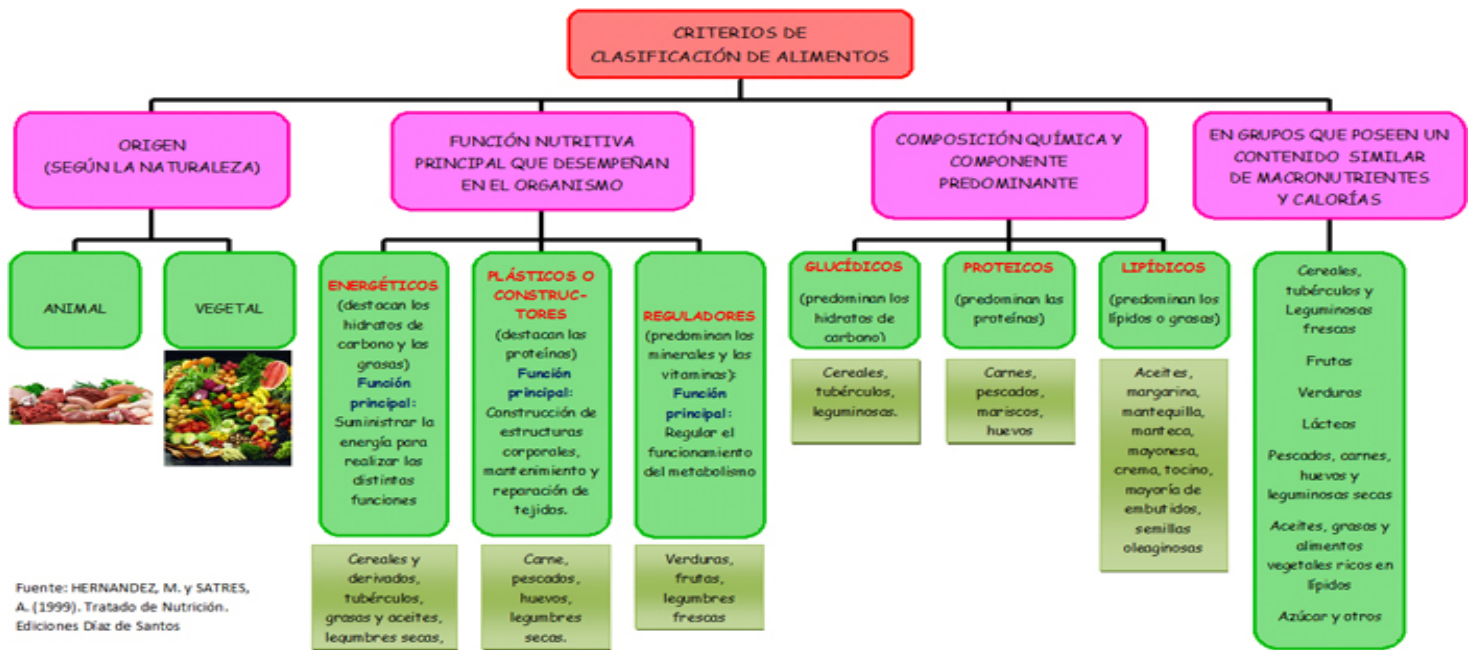 CRITERIOS DE
CLASIFICACIÓN DE ALIMENTOS
ORIGEN
(SEGÚN LA NATURALEZA)
FUNCIÓN NUTRITIVA
PRINCIPAL QUE DESEMPEÑAN
EN EL ORGANISMO
COMPOSICIÓN QUÍMICA Y
COMPONENTE
PREDOMINANTE
EN GRUPOS QUE POSEEN UN
CONTENIDO SIMILAR
DE MACRONUTRIENTES
Y CALORÍAS
ANIMAL
VEGETAL
ENERGÉTICOS
(destacan los
hidratos de
carbono y las
grasas)
Función
principal:
Suministrar la
energía para
realizar las
distintas
funciones
Cereales y
derivados,
tubérculos,
grasas y aceites,
legumbres secas,
PLÁSTICOS O
CONSTRUC-
TORES
(destacan las
proteínas)
Función
principal:
Construcción de
estructuras
corporales,
mantenimiento y
reparación de
tejidos.
Carne,
pescados,
huevos,
legumbres
secas.
REGULADORES
(predominan los
minerales y las
vitaminas):
Función
principal:
Regular el
funcionamiento
del metabolismo
Verduras,
frutas,
legumbres
frescas
GLUCÍDICOS
(predominan los
hidratos de
carbono)
Cereales,
tubérculos,
leguminosas.
PROTEICOS
(predominan las
proteínas)
Carnes,
pescados,
mariscos,
huevos
LIPÍDICOS
(predominan los
lípidos o grasas)
Aceites,
margarina,
mantequilla,
manteca,
mayonesa,
crema, tocino,
mayoría de
embutidos,
semillas
oleaginosas
Cereales,
tubérculos y
Leguminosas
frescas
Frutas
Verduras
Lácteos
Pescados, carnes,
huevos y
leguminosas secas
Aceites, grasas y
alimentos
vegetales ricos en
lípidos
Azúcar y otros
Fuente: HERNANDEZ, M. y SATRES,
A. (1999). Tratado de Nutrición.
Ediciones Díaz de Santos